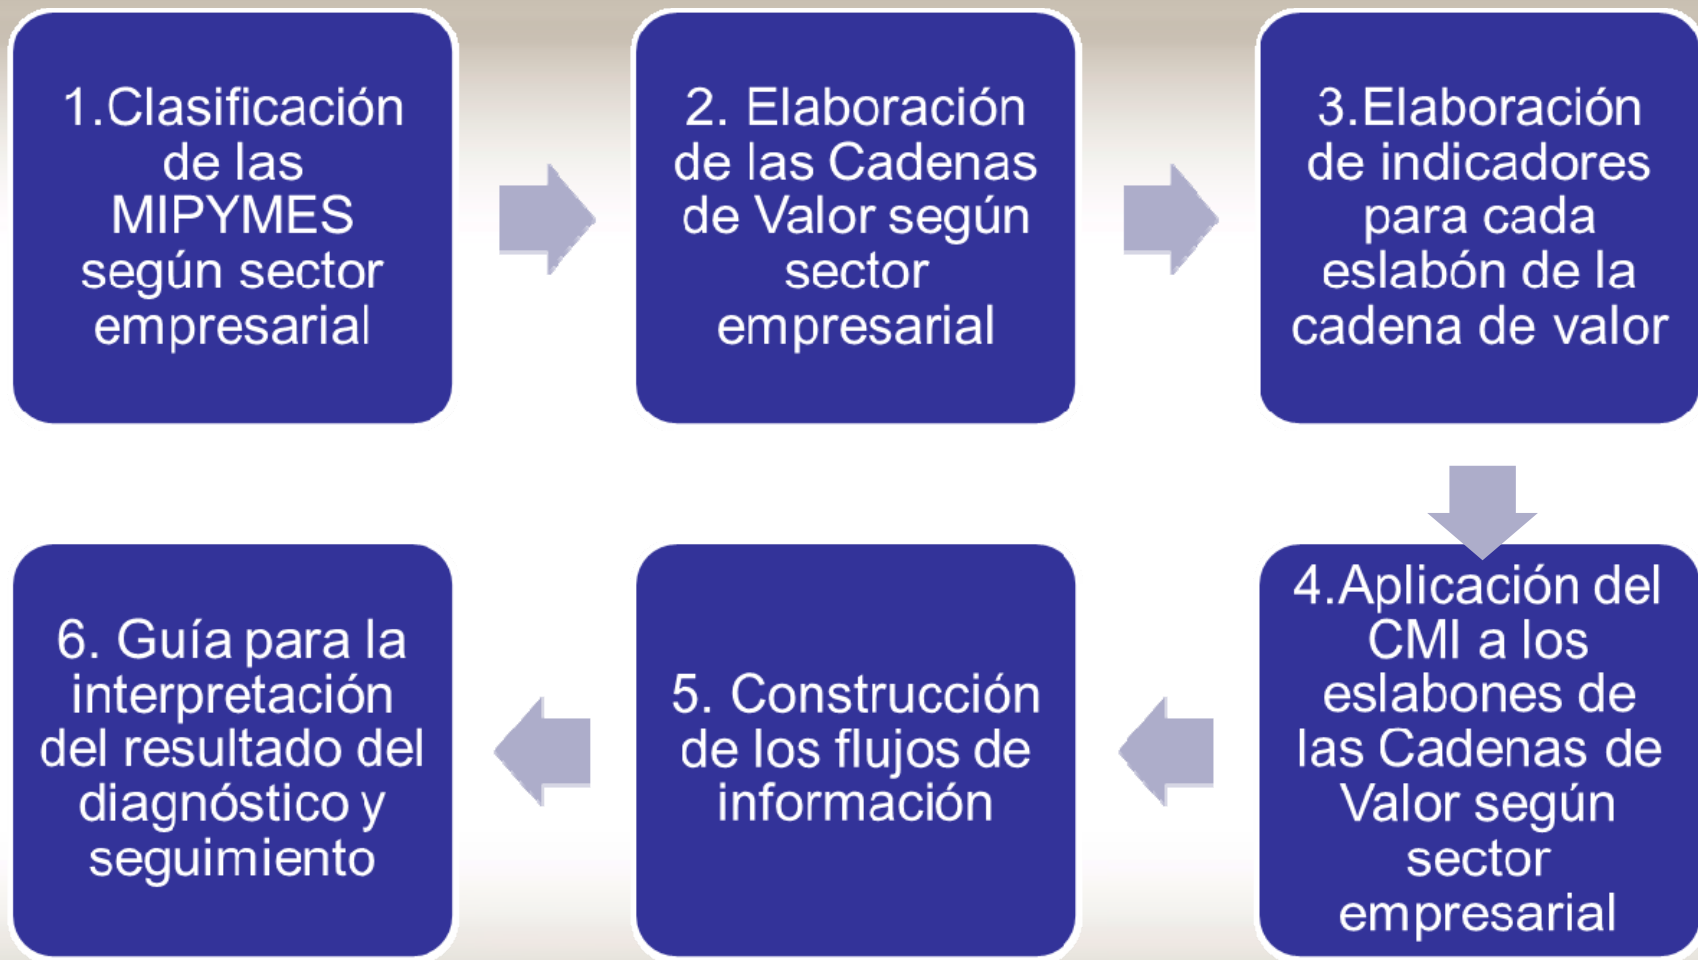 1.Clasificación
de las
MIPYMES
según sector
empresarial
2. Elaboración
de las Cadenas
de Valor según
sector
empresarial
3.Elaboración
de indicadores
para cada
eslabón de la
cadena de valor
4.Aplicación del
CMI a los
eslabones de
las Cadenas de
Valor según
sector
empresarial
5. Construcción
de los flujos de
información
6. Guía para la
interpretación
del resultado del
diagnóstico y
seguimiento